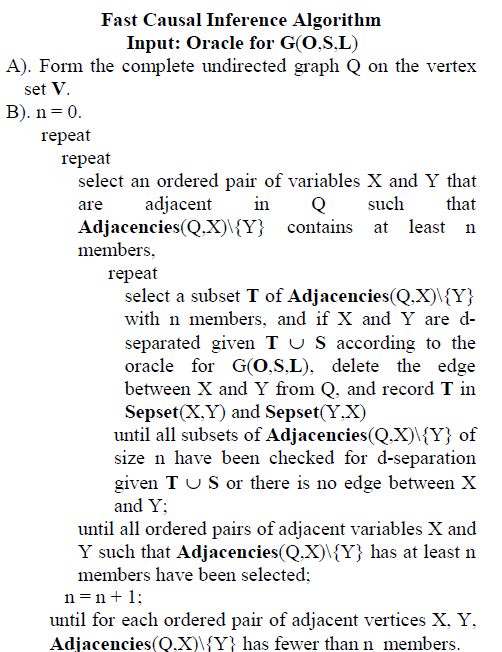 Fast Causal Inference Algorithm
Input: Oracle for G(O,S,L)
A). Form the complete undirected graph Q on the vertex
set V.
B). n = 0.
repeat
repeat
select an ordered pair of variables X and Y that
are adjacent in Q such that
Adjacencies(Q,X)\{Y} contains at least n
members,
repeat
select a subset T of Adjacencies(Q,X)\{Y}
with n members, and if X and Y are d-
separated given T ∪ S according to the
oracle for G(O,S,L), delete the edge
between X and Y from Q, and record T in
Sepset(X,Y) and Sepset(Y,X)
until all subsets of Adjacencies(Q,X)\{Y} of
size n have been checked for d-separation
given T ∪ S or there is no edge between X
and Y;
until all ordered pairs of adjacent variables X and
Y such that Adjacencies(Q,X)\{Y} has at least n
members have been selected;
n = n + 1;
until for each ordered pair of adjacent vertices X, Y,
Adjacencies(Q,X)\{Y} has fewer than n members.